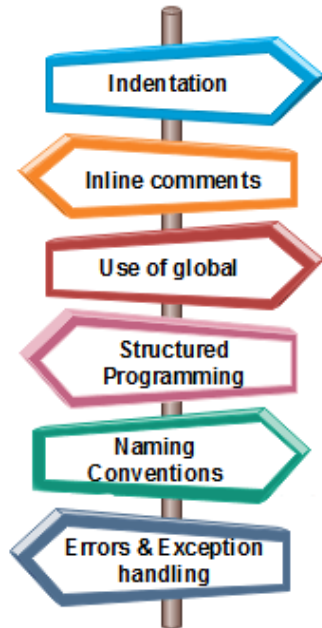 Indentation
Inline comments
Use of global
Structured
Programming
Naming
Conventions
Errors & Exception
handling